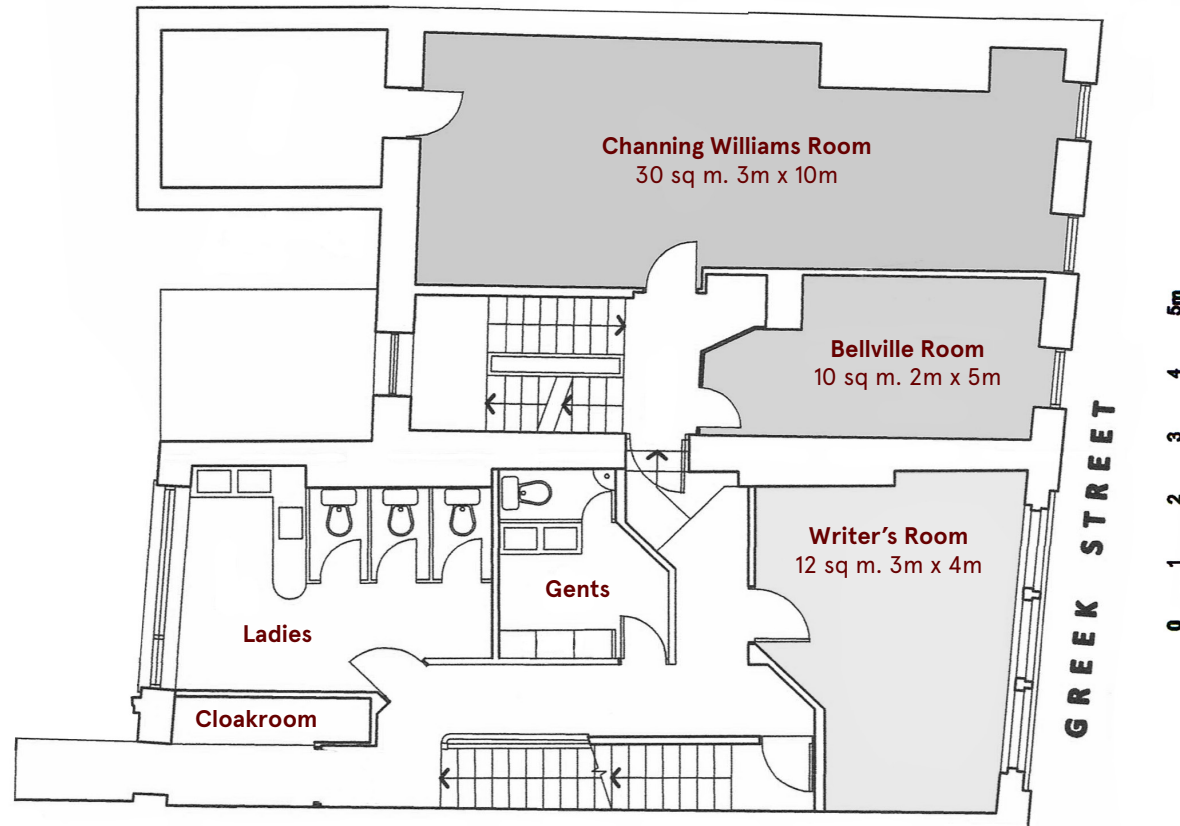 Channing Williams Room
30 sq m. 3m x 10m
Bellville Room
10 sq m. 2m x 5m
Writer’s Room
12 sq m. 3m x 4m
Gents
Ladies
Cloakroom
GREEK STREET
0 1 2 3 4 5m